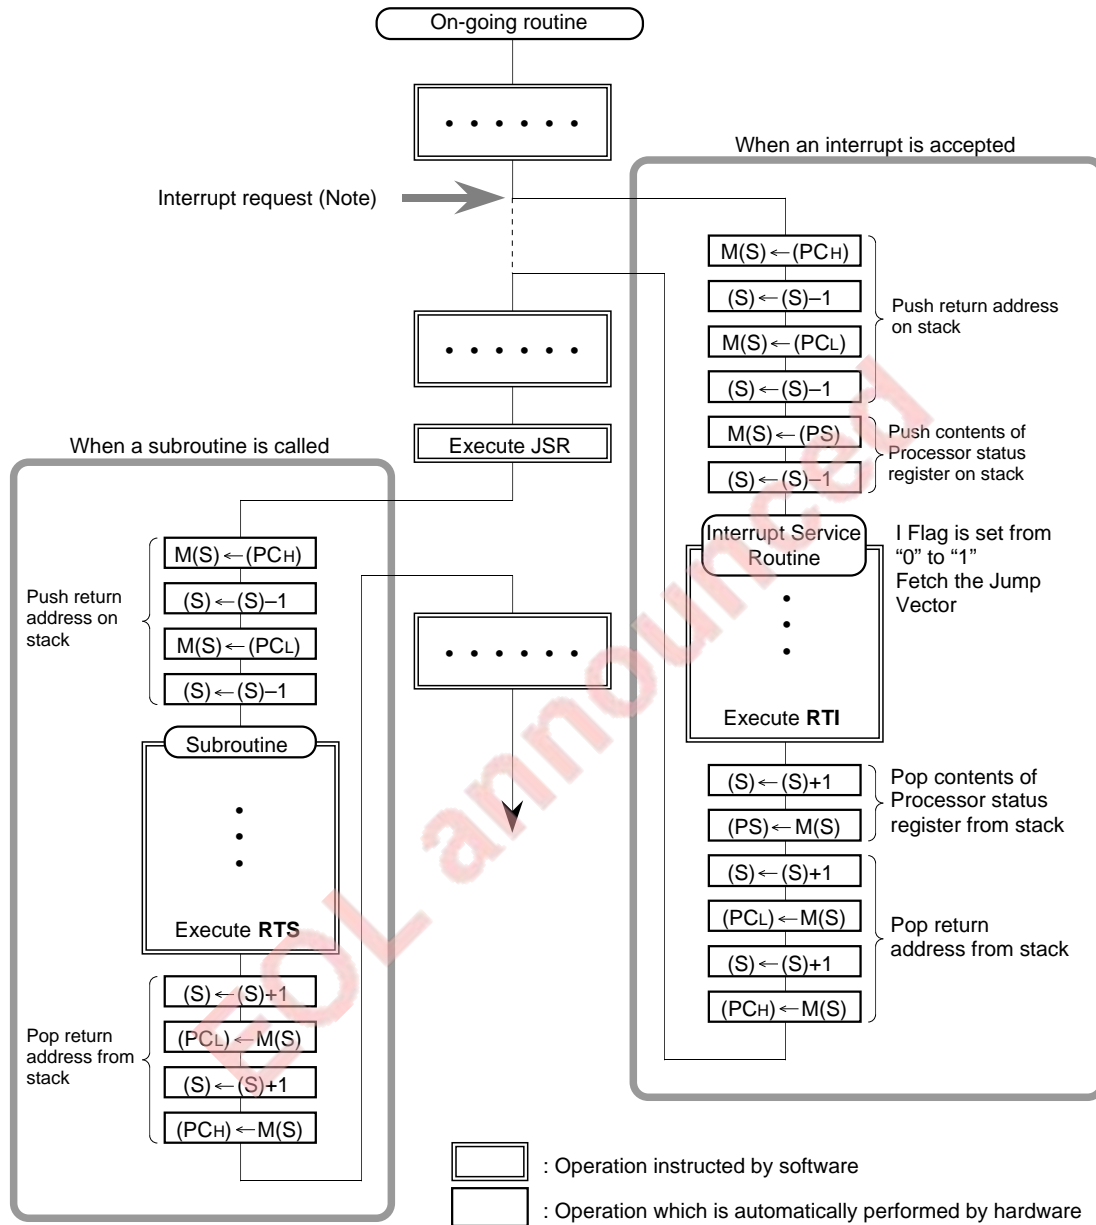 On-going routine
• • • • • •
When an interrupt is accepted
Interrupt request (Note)
M(S)←(PCH)
(S)←(S)–1
M(S)←(PCL)
(S)←(S)–1
Push return address
on stack
M(S)←(PS)
(S)←(S)–1
Push contents of
Processor status
register on stack
Interrupt Service
Routine
I Flag is set from
“0” to “1”
Fetch the Jump
Vector
•
•
•
Execute RTI
(S)←(S)+1
(PS)←M(S)
Pop contents of
Processor status
register from stack
(S)←(S)+1
(PCL)←M(S)
(S)←(S)+1
(PCH)←M(S)
Pop return
address from stack
• • • • • •
Execute JSR
When a subroutine is called
M(S)←(PCH)
(S)←(S)–1
M(S)←(PCL)
(S)←(S)–1
Push return
address on
stack
Subroutine
•
•
•
Execute RTS
(S)←(S)+1
(PCL)←M(S)
(S)←(S)+1
(PCH)←M(S)
Pop return
address from
stack
• • • • • •
: Operation instructed by software
: Operation which is automatically performed by hardware
EOL announced